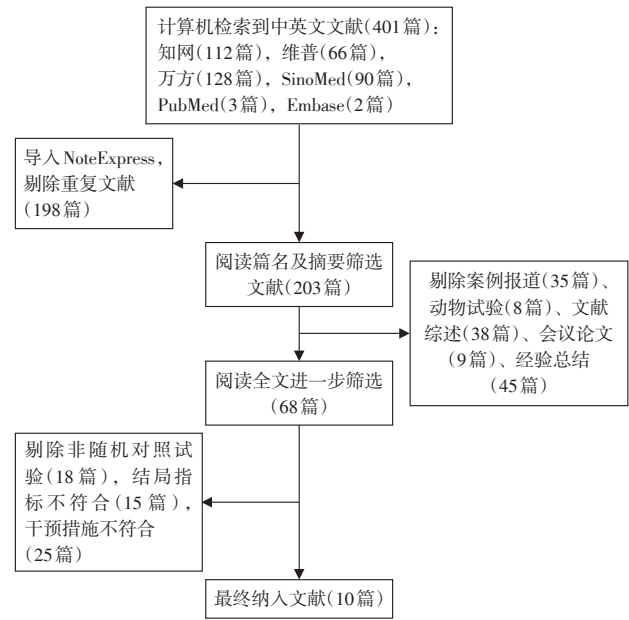 计算机检索到中英文文献(401篇)：
知网(112篇)，维普(66篇)，
万方(128篇)，SinoMed(90篇)，
PubMed(3篇)，Embase(2篇)
导入NoteExpress，
剔除重复文献
(198篇)
阅读篇名及摘要筛选
文献(203篇)
剔除案例报道(35篇)、
动物试验(8篇)、文献
综述(38篇)、会议论文
(9篇)、经验总结
(45篇)
阅读全文进一步筛选
(68篇)
剔除非随机对照试
验(18篇)，结局指
标不符合(15篇)，
干预措施不符合
(25篇)
最终纳入文献(10篇)